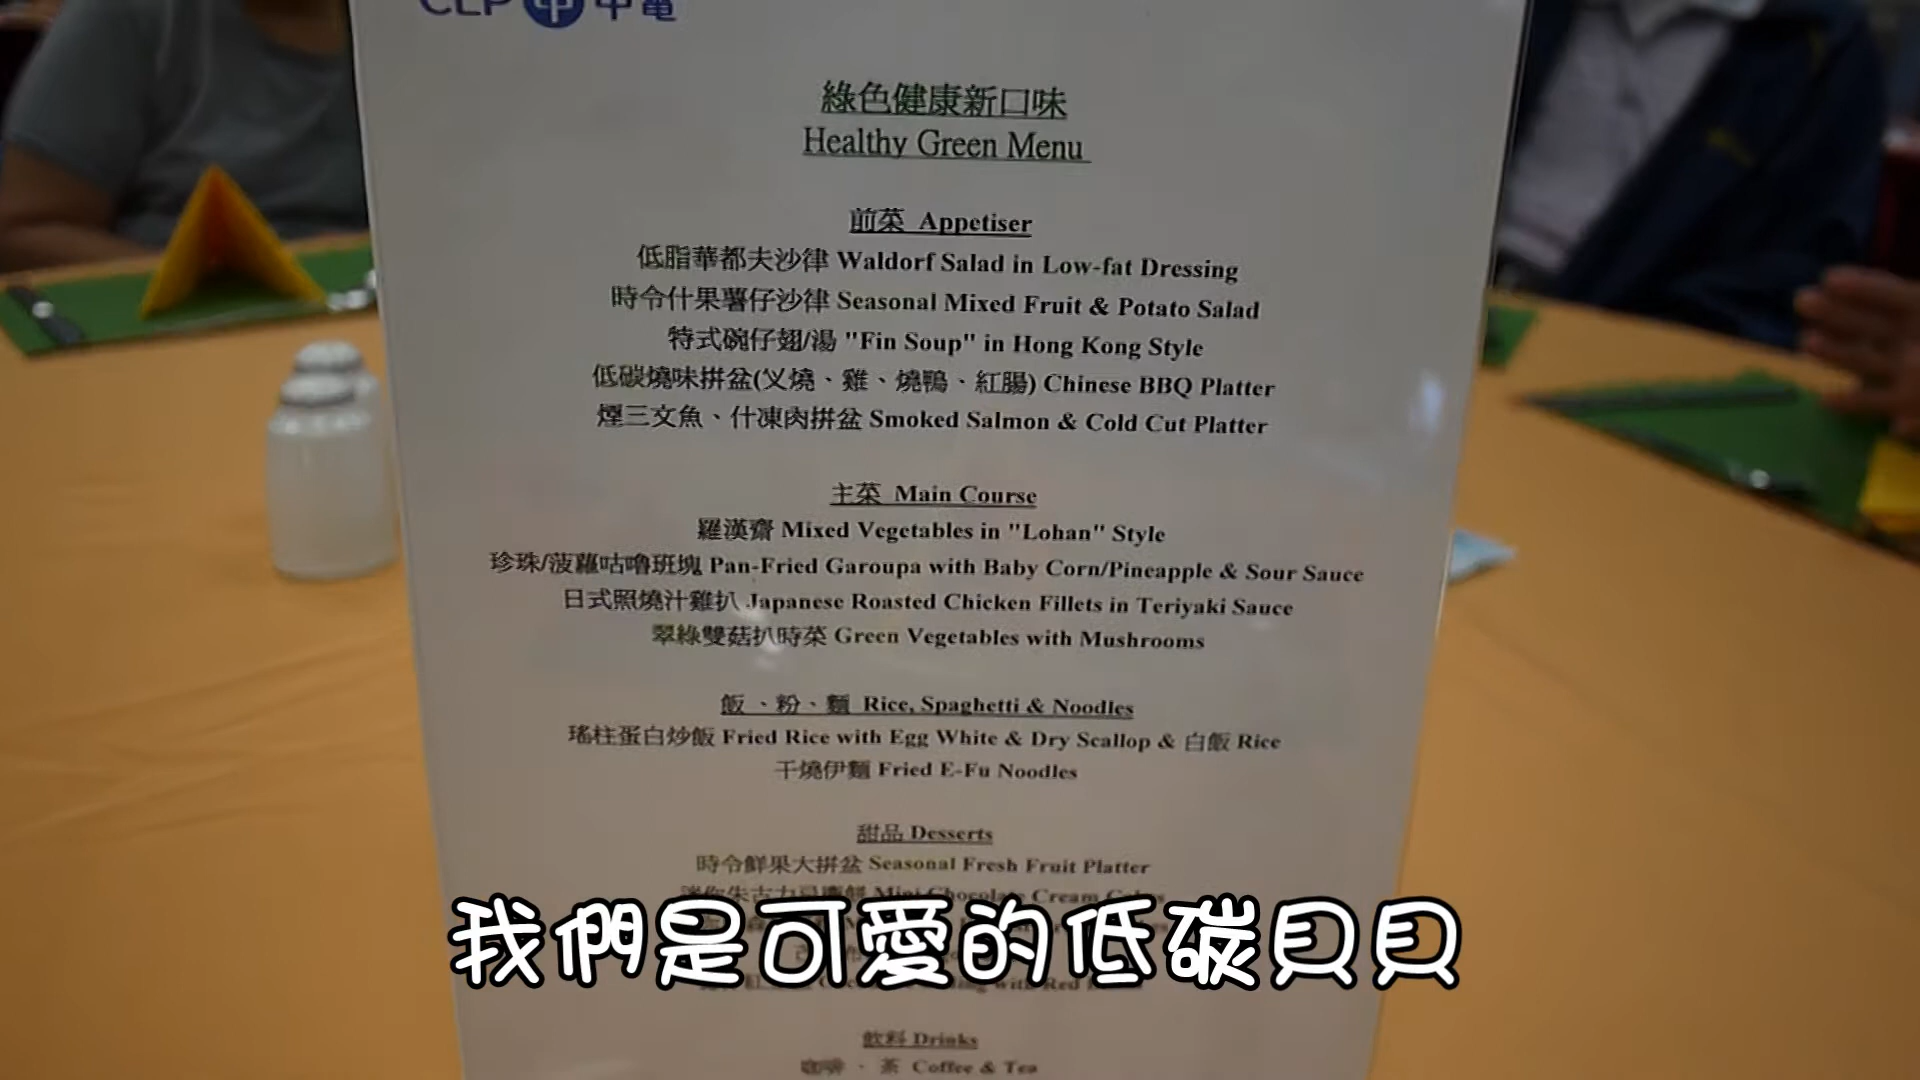 CLP 中電
綠色健康新口味
Healthy Green Menu
前菜 Appetiser
低脂華都夫沙律 Waldorf Salad in Low-fat Dressing
時令什果薯仔沙律 Seasonal Mixed Fruit & Potato Salad
特式碗仔翅/湯 "Fin Soup" in Hong Kong Style
低碳燒味拼盆(叉燒、雞、燒鴨、紅腸) Chinese BBQ Platter
煙三文魚、什凍肉拼盆 Smoked Salmon & Cold Cut Platter
主菜 Main Course
羅漢齋 Mixed Vegetables in "Lohan" Style
珍珠/菠蘿咕嚕班塊 Pan-Fried Garoupa with Baby Corn/Pineapple & Sour Sauce
日式照燒汁雞扒 Japanese Roasted Chicken Fillets in Teriyaki Sauce
翠綠雙菇扒時菜 Green Vegetables with Mushrooms
飯、粉、麵 Rice, Spaghetti & Noodles
瑤柱蛋白炒飯 Fried Rice with Egg White & Dry Scallop & 白飯 Rice
干燒伊麵 Fried E-Fu Noodles
甜品 Desserts
時令鮮果大拼盆 Seasonal Fresh Fruit Platter
Mini Chocolate Cream
我們是可愛的低碳貝貝
with Red
飲料 Drinks
咖啡、茶 Coffee & Tea